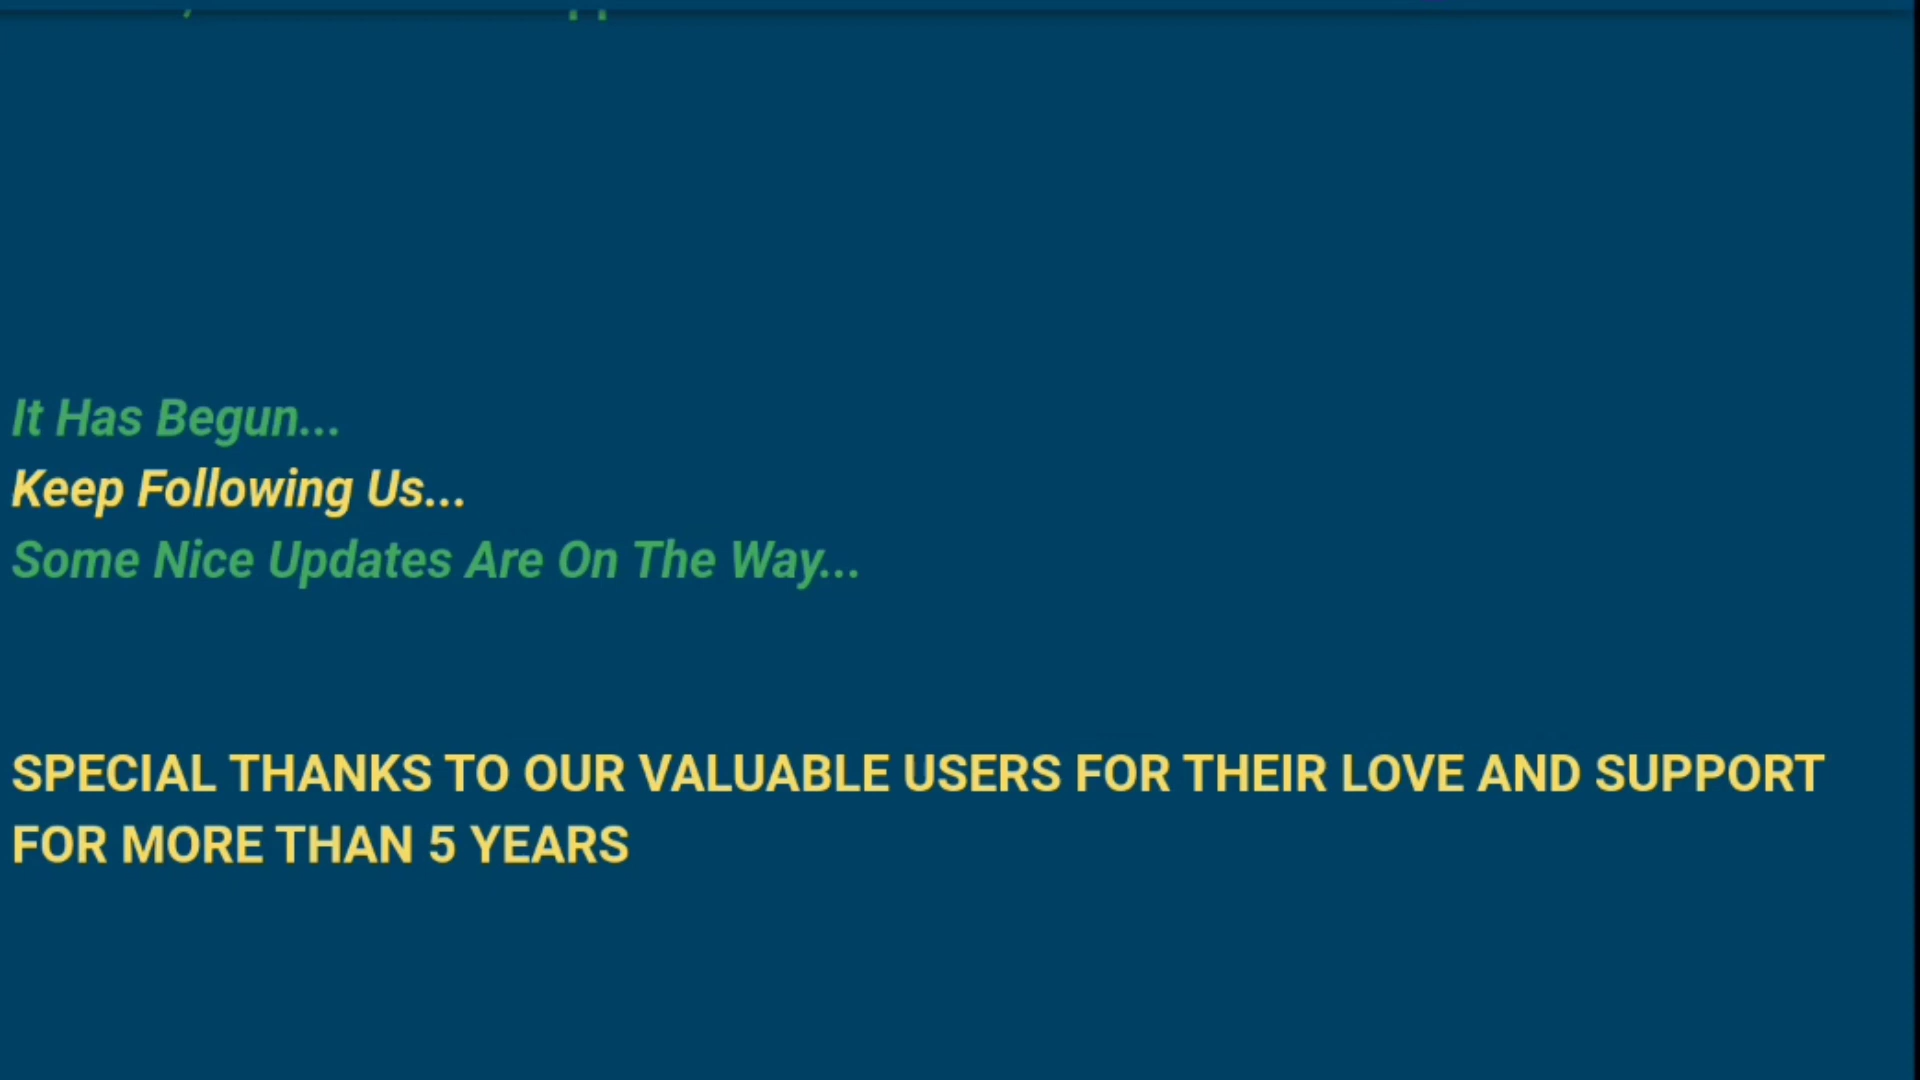 It Has Begun...
Keep Following Us...
Some Nice Updates Are On The Way...
SPECIAL THANKS TO OUR VALUABLE USERS FOR THEIR LOVE AND SUPPORT
FOR MORE THAN 5 YEARS